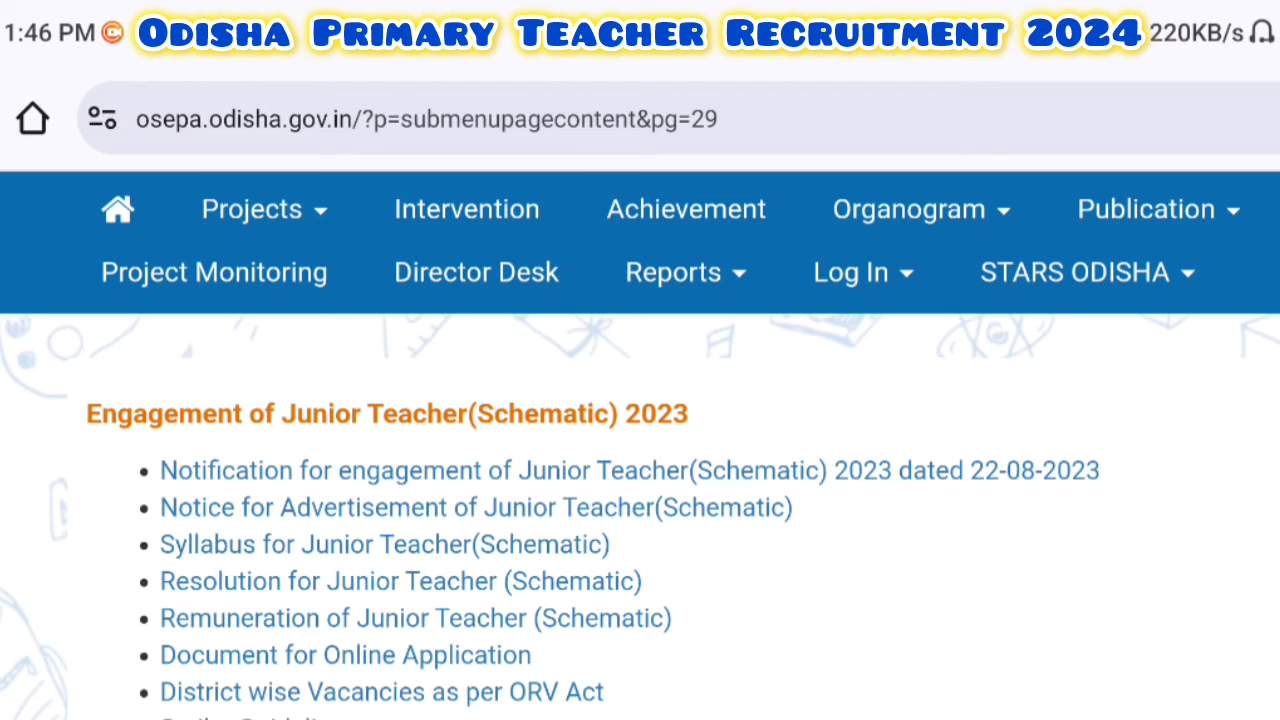 1:46 PM Odisha Primary Teacher Recruitment 2024 220KB/s
osepa.odisha.gov.in/?p=submenupagecontent&pg=29
Projects Intervention Achievement Organogram Publication
Project Monitoring Director Desk Reports Log In STARS ODISHA
Engagement of Junior Teacher(Schematic) 2023
• Notification for engagement of Junior Teacher(Schematic) 2023 dated 22-08-2023
• Notice for Advertisement of Junior Teacher(Schematic)
• Syllabus for Junior Teacher(Schematic)
• Resolution for Junior Teacher (Schematic)
• Remuneration of Junior Teacher (Schematic)
• Document for Online Application
• District wise Vacancies as per ORV Act